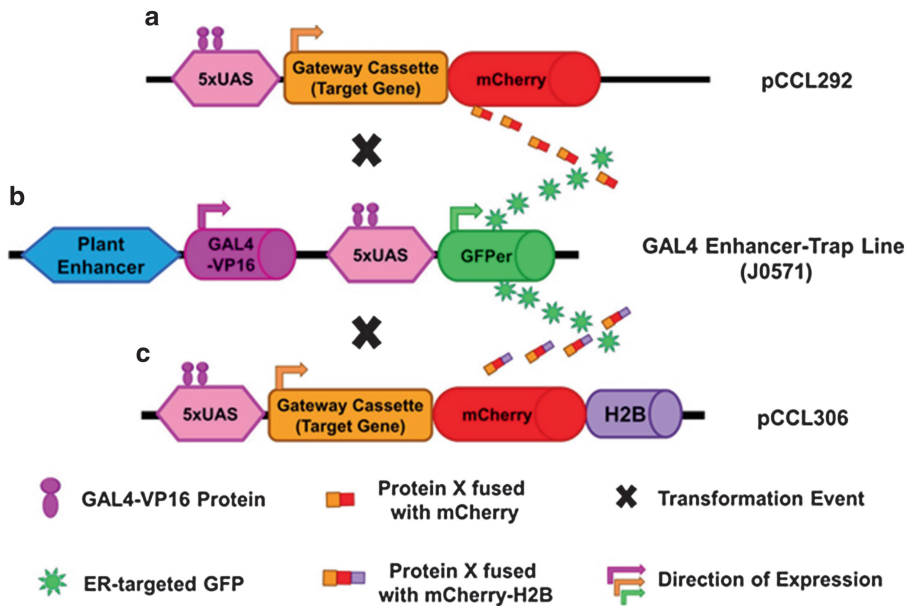 a
5xUAS
Gateway Cassette
(Target Gene)
mCherry
pCCL292
b
Plant
Enhancer
GAL4
-VP16
5xUAS
GFPer
GAL4 Enhancer-Trap Line
(J0571)
c
5xUAS
Gateway Cassette
(Target Gene)
mCherry
H2B
pCCL306
GAL4-VP16 Protein
Protein X fused
with mCherry
Transformation Event
ER-targeted GFP
Protein X fused
with mCherry-H2B
Direction of Expression